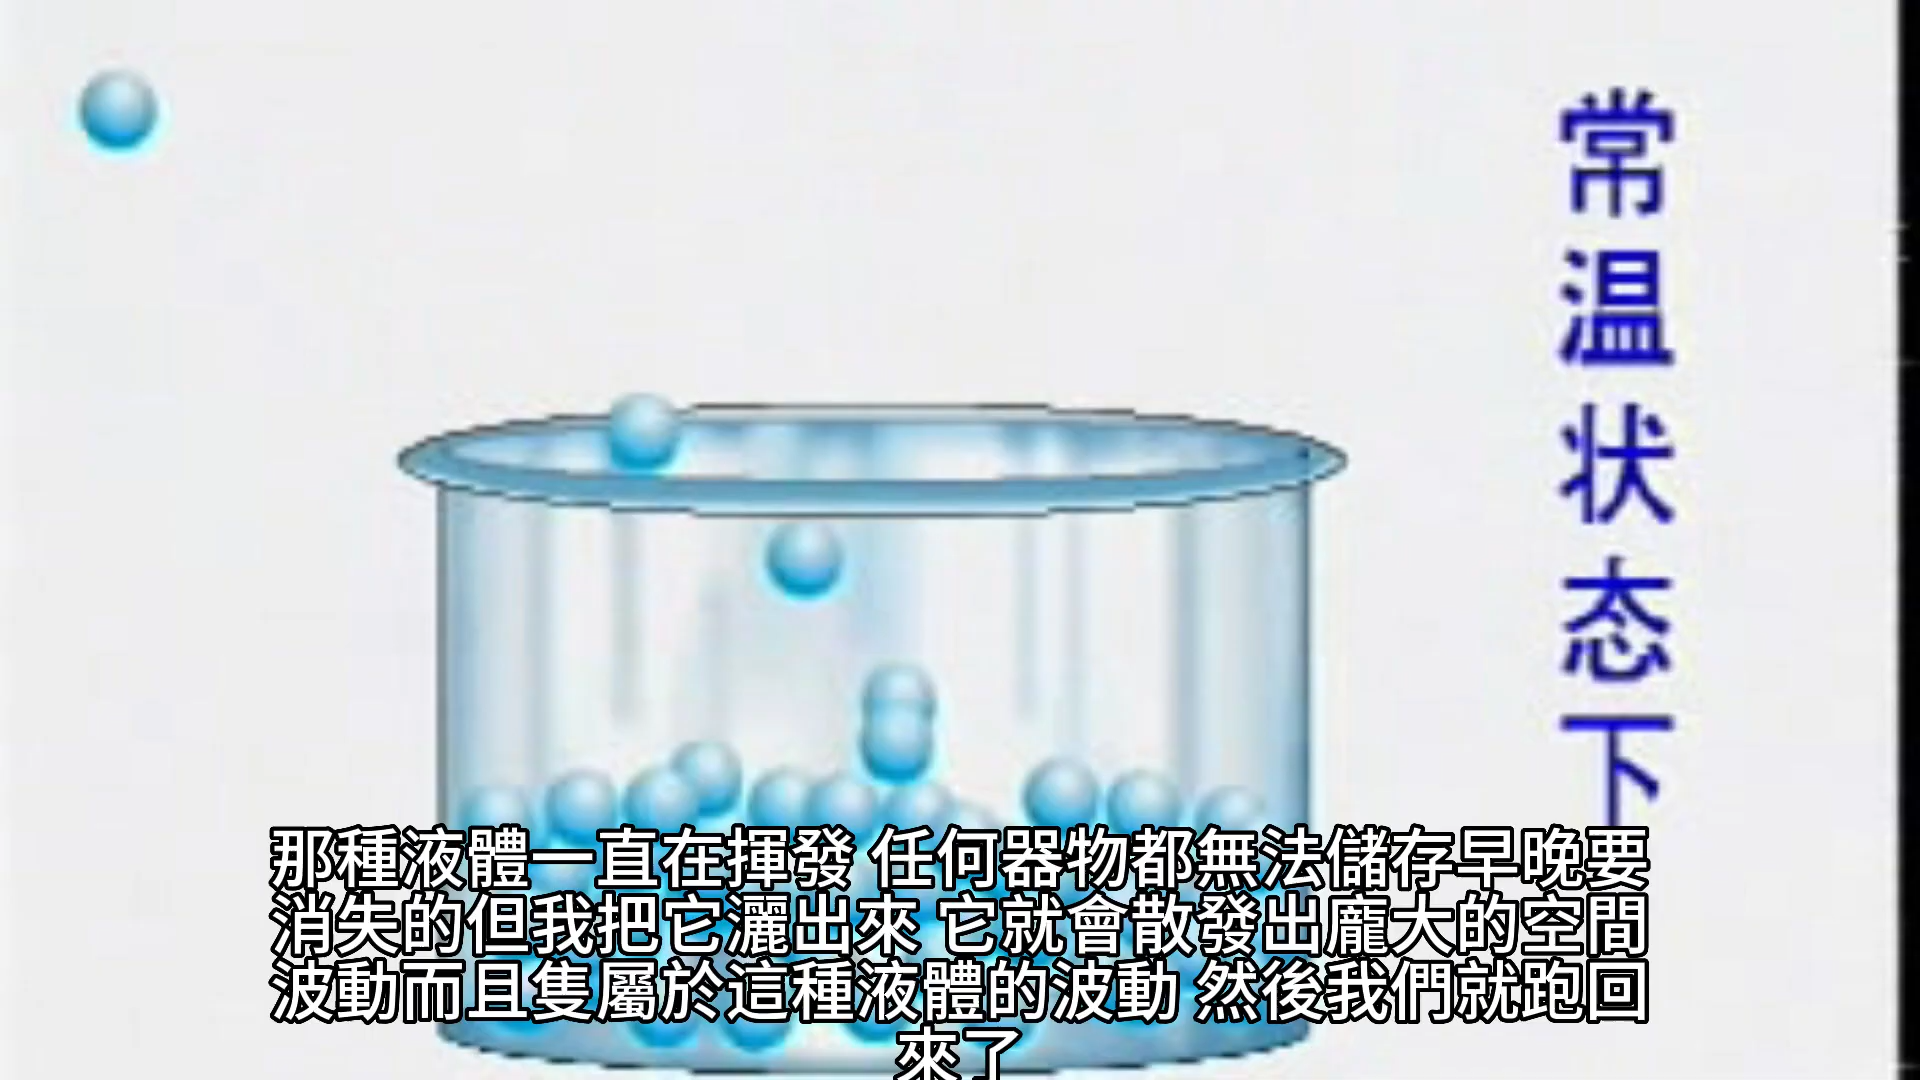 常温状态下
那種液體一直在揮發 任何器物都無法儲存早晚要
消失的但我把它灑出來 它就會散發出龐大的空間
波動而且隻屬於這種液體的波動 然後我們就跑回
來了